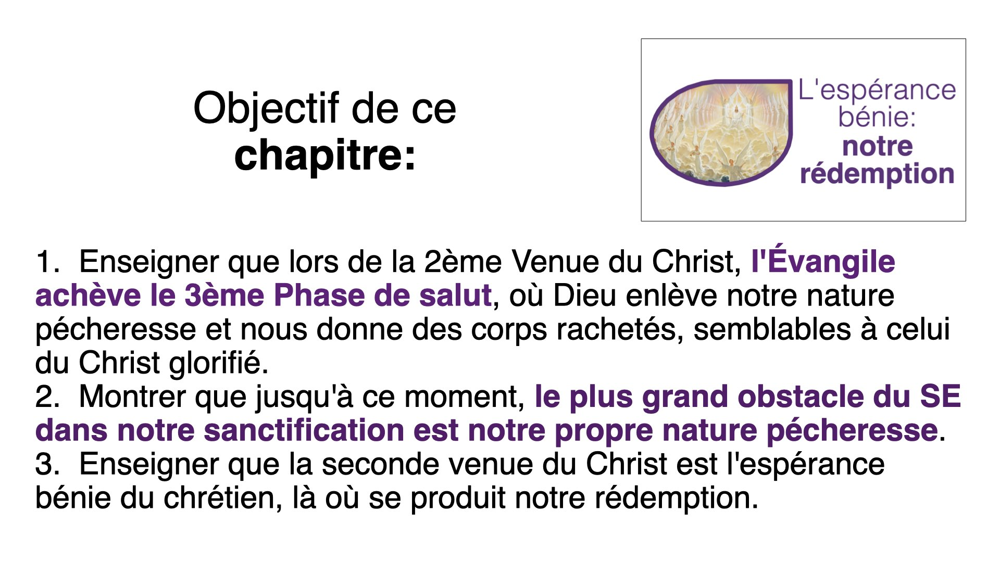 Objectif de ce
chapitre:
L'espérance
bénie:
notre
rédemption
1. Enseigner que lors de la 2ème Venue du Christ, l'Évangile
achève le 3ème Phase de salut, où Dieu enlève notre nature
pécheresse et nous donne des corps rachetés, semblables à celui
du Christ glorifié.
2. Montrer que jusqu'à ce moment, le plus grand obstacle du SE
dans notre sanctification est notre propre nature pécheresse.
3. Enseigner que la seconde venue du Christ est l'espérance
bénie du chrétien, là où se produit notre rédemption.